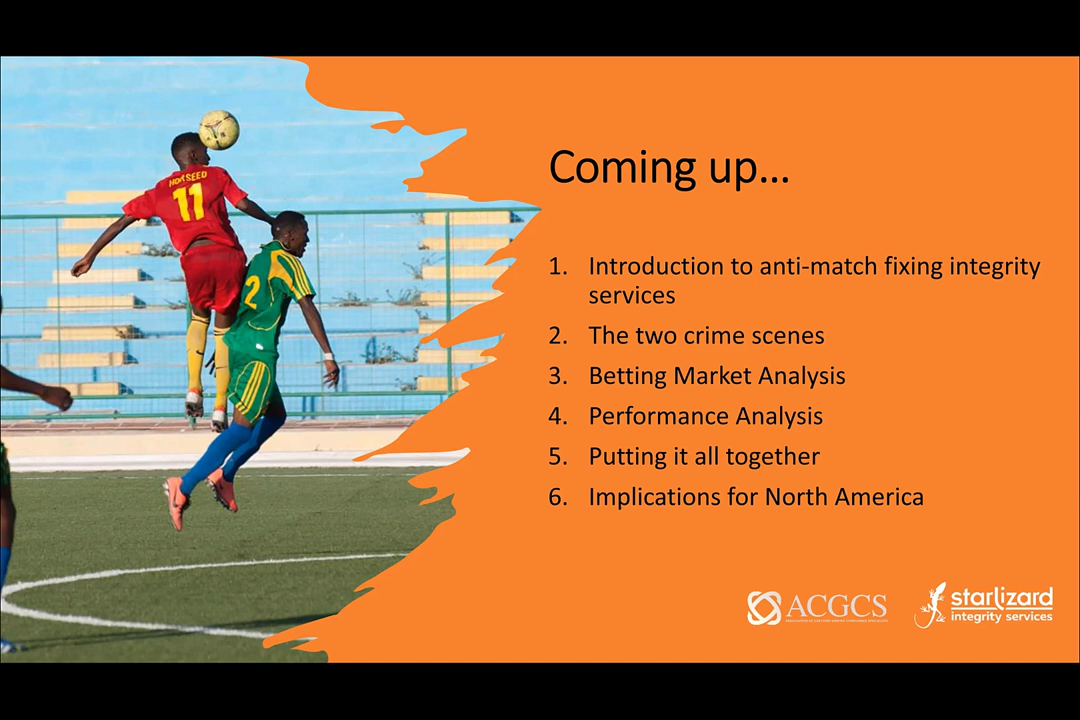 HORSEED
11
2
Coming up...
1. Introduction to anti-match fixing integrity
services
2. The two crime scenes
3. Betting Market Analysis
4. Performance Analysis
5. Putting it all together
6. Implications for North America
ACGCS
starlizard
integrity services